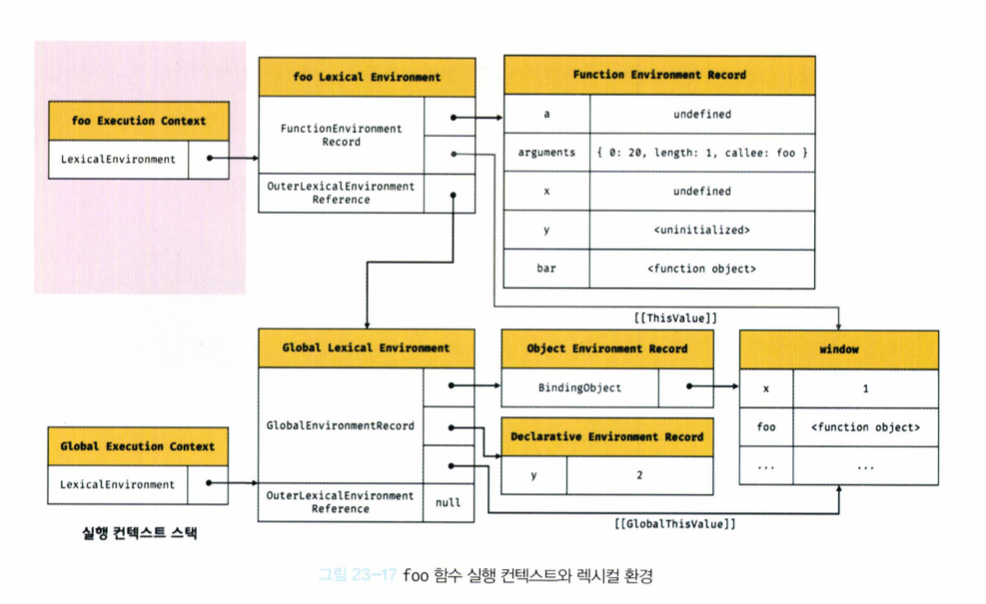 foo Execution Context
LexicalEnvironment
foo Lexical Environment
FunctionEnvironment
Record
OuterLexicalEnvironment
Reference
Function Environment Record
a undefined
arguments { 0: 20, length: 1, callee: foo }
x undefined
y <uninitialized>
bar <function object>
[[ThisValue]]
Global Execution Context
LexicalEnvironment
실행 컨텍스트 스택
Global Lexical Environment
GlobalEnvironmentRecord
OuterLexicalEnvironment
Reference
null
Object Environment Record
BindingObject
Declarative Environment Record
y 2
window
x 1
foo <function object>
... ...
[[GlobalThisValue]]
그림 23-17 foo 함수 실행 컨텍스트와 렉시컬 환경